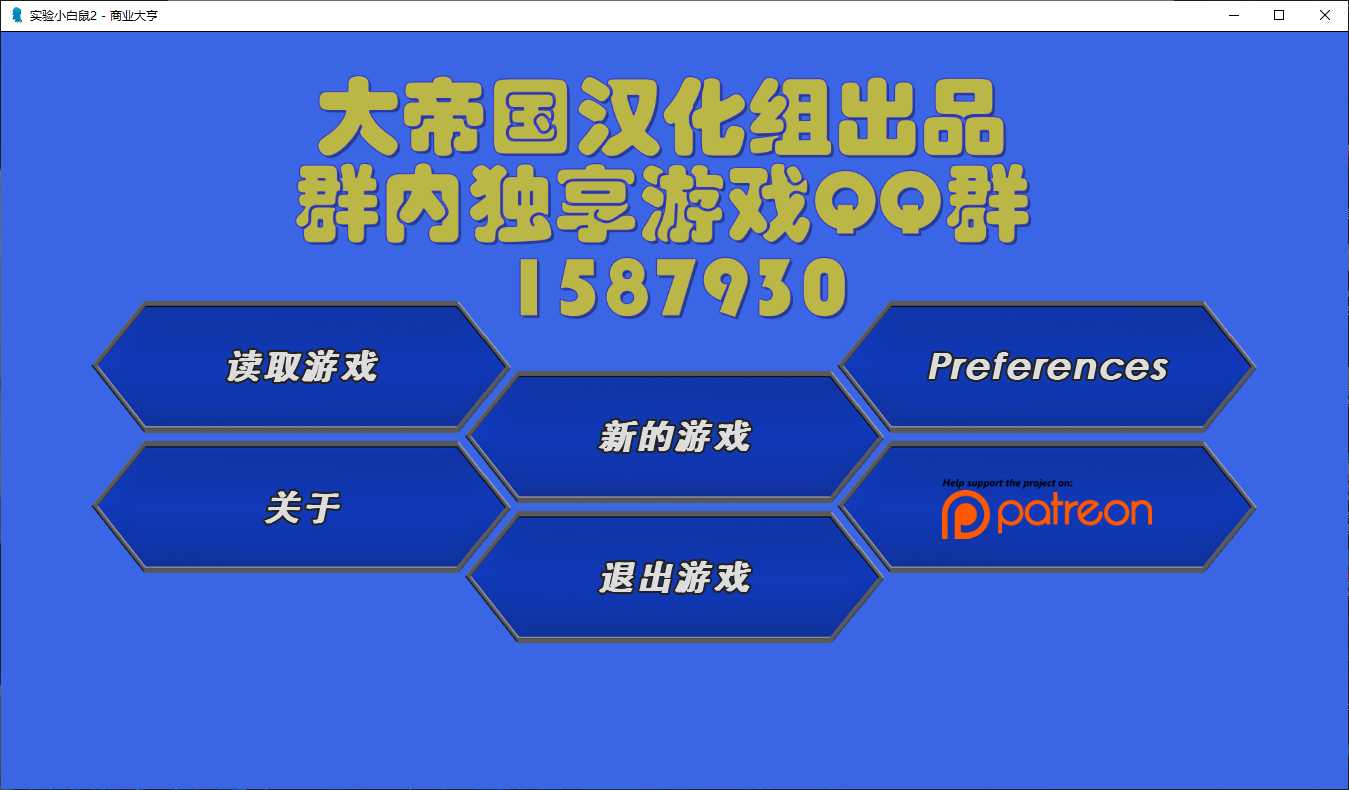 实验小白鼠2 - 商业大亨
大帝国汉化组出品
群内独享游戏QQ群
1587930
读取游戏
Preferences
新的游戏
关于
Help support the project on:
patreon
退出游戏